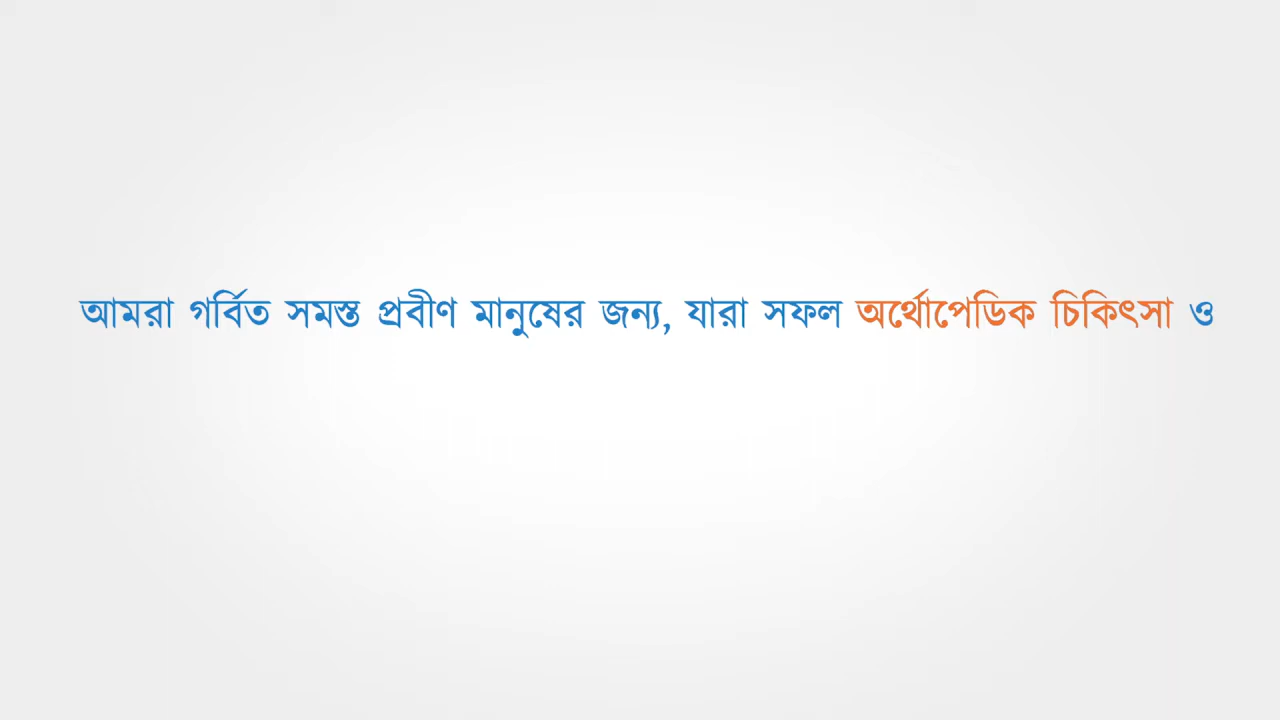 আমরা গর্বিত সমস্ত প্রবীণ মানুষের জন্য, যারা সফল অর্থোপেডিক চিকিৎসা ও